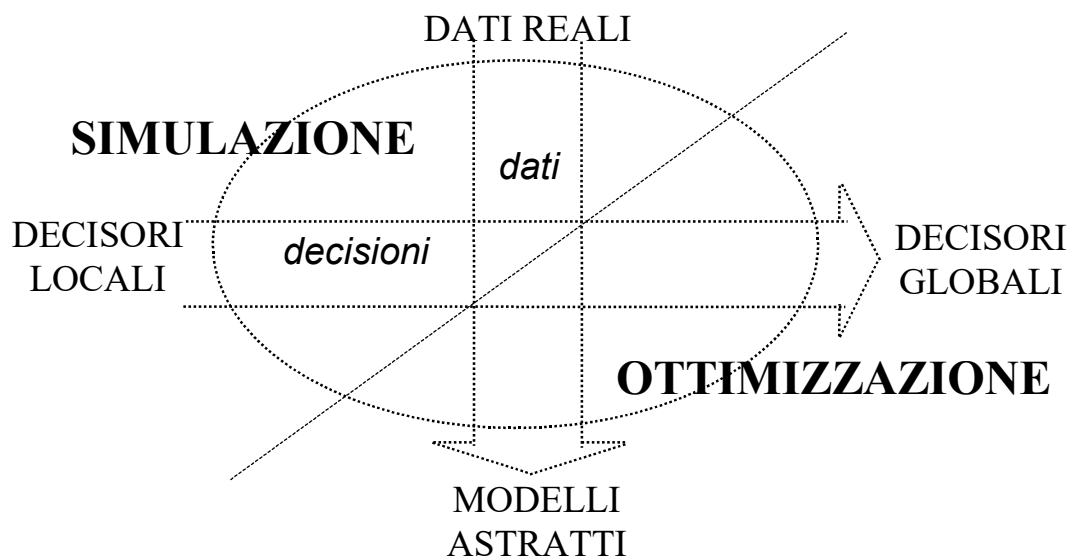 DATI REALI
SIMULAZIONE
dati
DECISORI
LOCALI
decisioni
DECISORI
GLOBALI
OTTIMIZZAZIONE
MODELLI
ASTRATTI